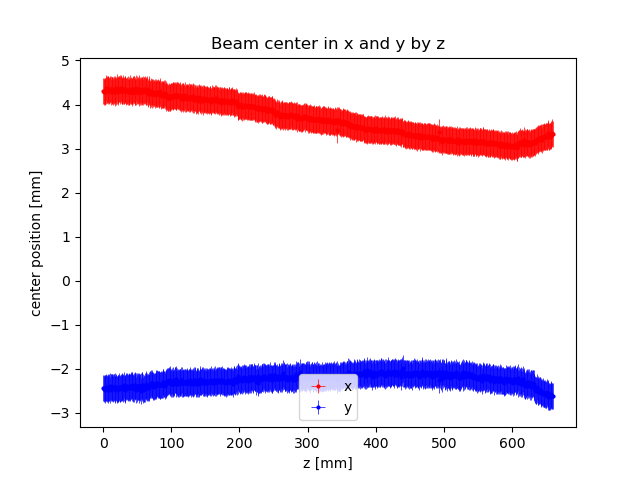 Beam center in x and y by z
center position [mm]
5
4
3
2
1
0
−1
−2
−3
x
y
0 100 200 300 400 500 600
z [mm]